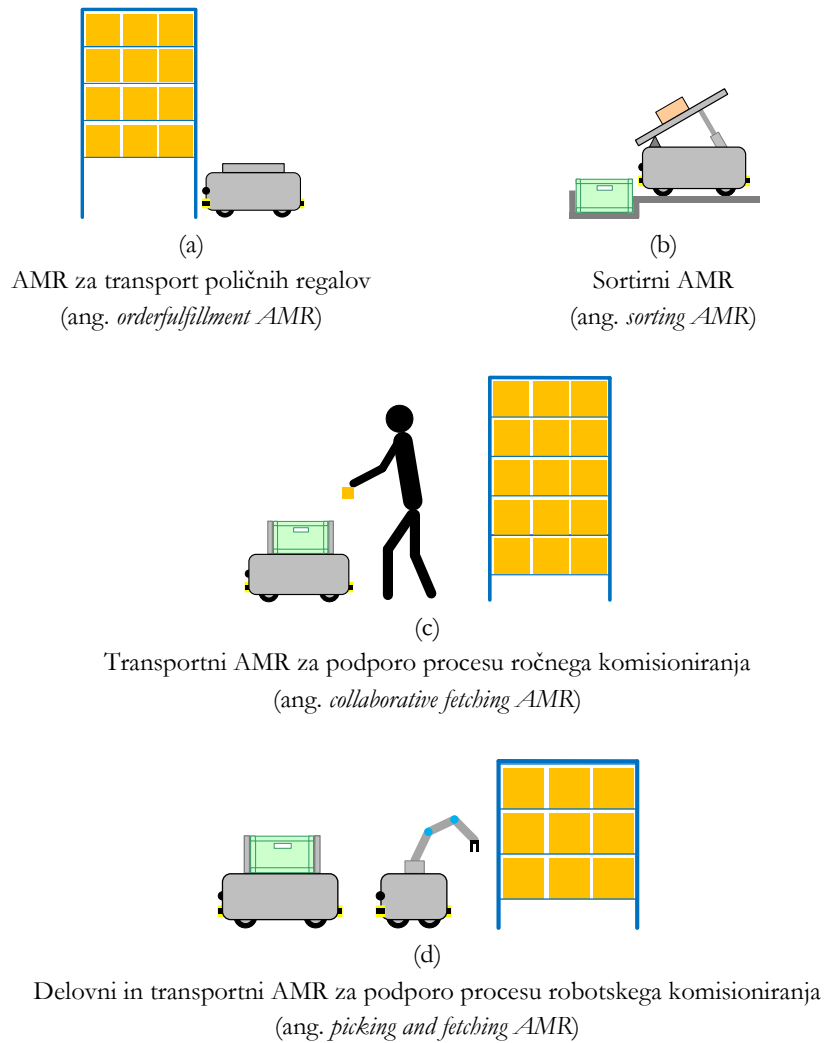 (a)
AMR za transport poličnih regalov
(ang. orderfulfillment AMR)
(b)
Sortirni AMR
(ang. sorting AMR)
(c)
Transportni AMR za podporo procesu ročnega komisioniranja
(ang. collaborative fetching AMR)
(d)
Delovni in transportni AMR za podporo procesu robotskega komisioniranja
(ang. picking and fetching AMR)